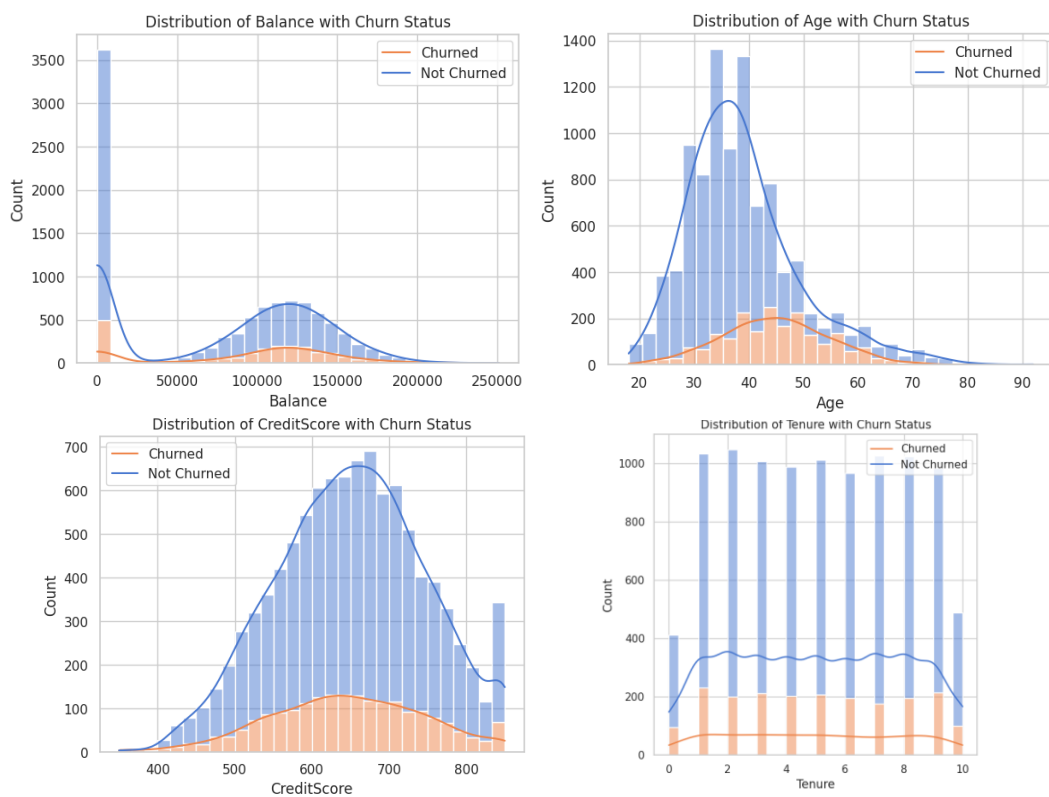 Distribution of Balance with Churn Status
Churned
Not Churned
3500
3000
2500
2000
1500
1000
500
0
Count
0 50000 100000 150000 200000 250000
Balance
Distribution of Age with Churn Status
Churned
Not Churned
1400
1200
1000
800
600
400
200
0
Count
20 30 40 50 60 70 80 90
Age
Distribution of CreditScore with Churn Status
Churned
Not Churned
700
600
500
400
300
200
100
0
Count
400 500 600 700 800
CreditScore
Distribution of Tenure with Churn Status
Churned
Not Churned
1000
800
600
400
200
0
Count
0 2 4 6 8 10
Tenure